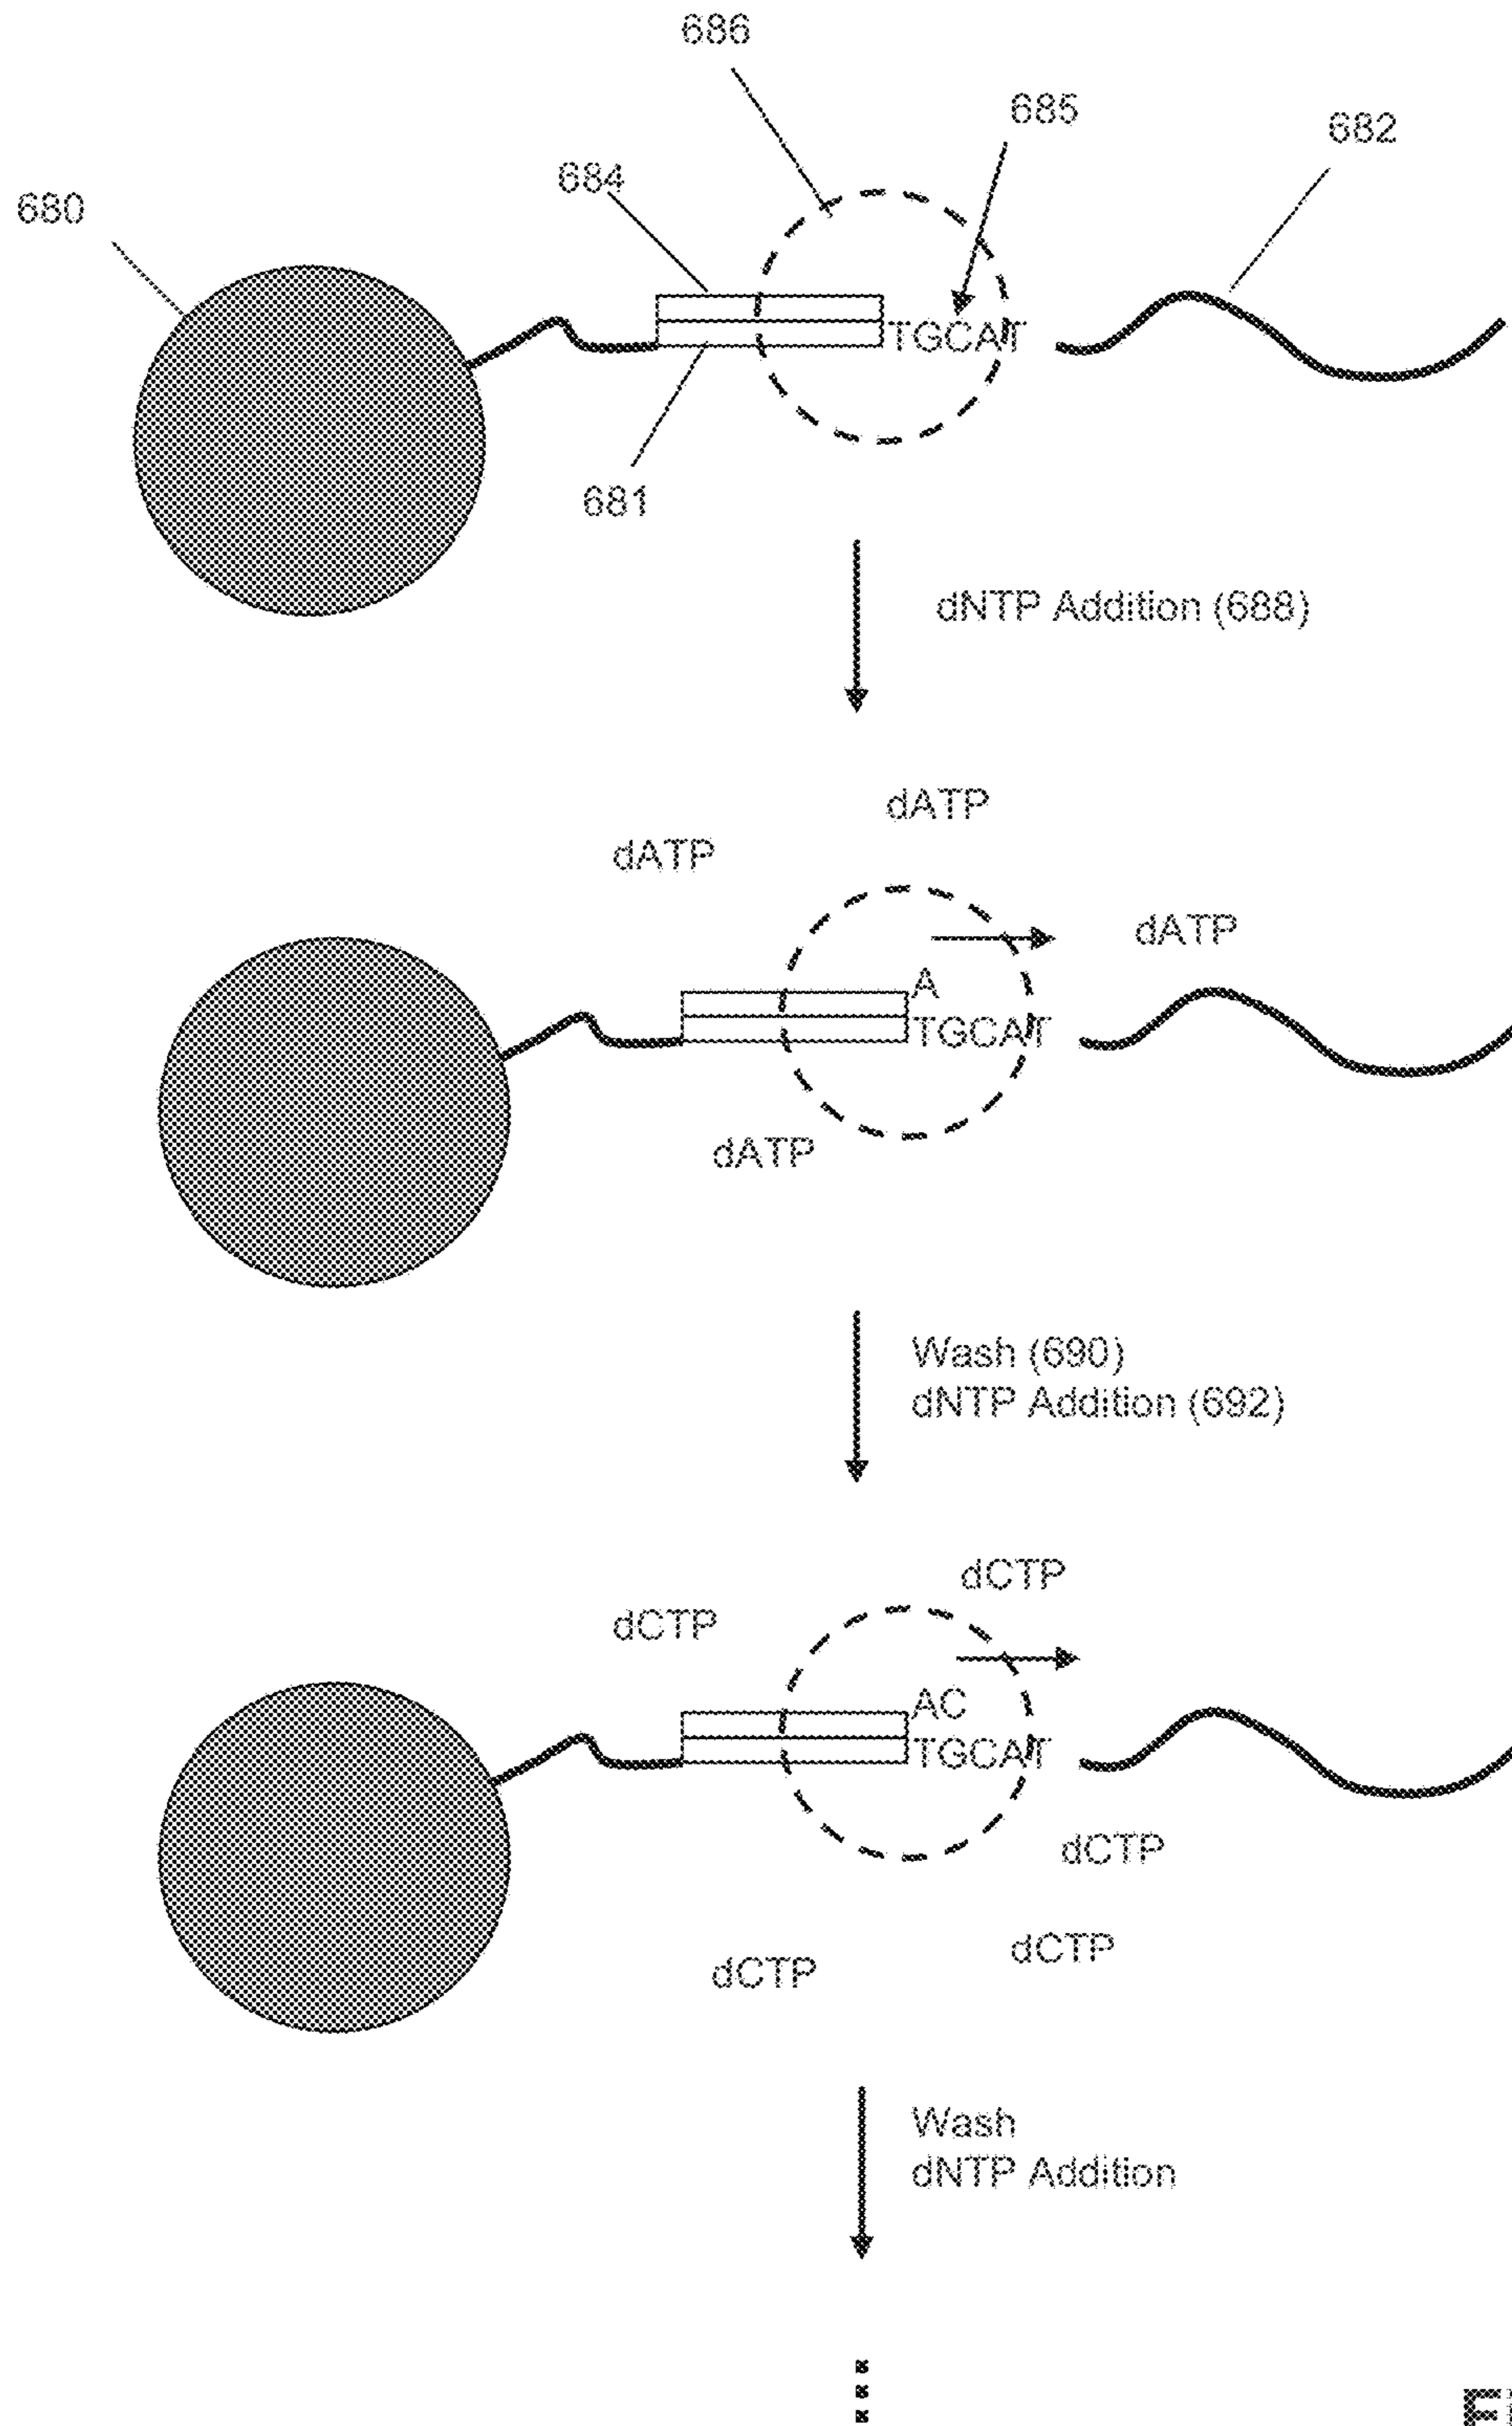 686
685
682
684
680
TGCAT
681
dNTP Addition (688)
dATP
dATP
dATP
A
TGCAT
dATP
Wash (690)
dNTP Addition (692)
dCTP
dCTP
AC
TGCAT
dCTP
dCTP
dCTP
Wash
dNTP Addition